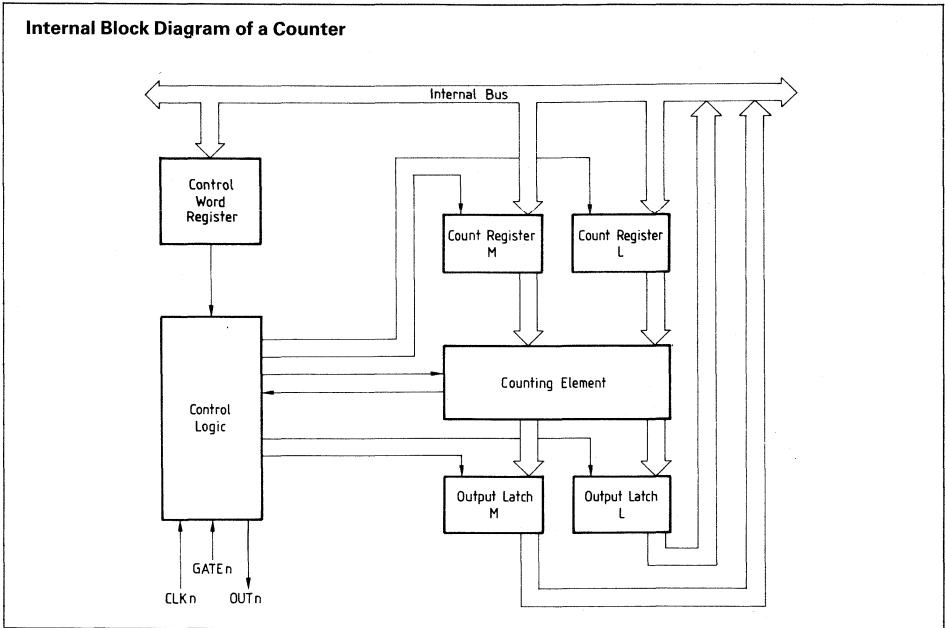 Internal Block Diagram of a Counter
Internal Bus
Control
Word
Register
Count Register
M
Count Register
L
Control
Logic
Counting Element
Output Latch
M
Output Latch
L
GATEn
CLKn
OUTn